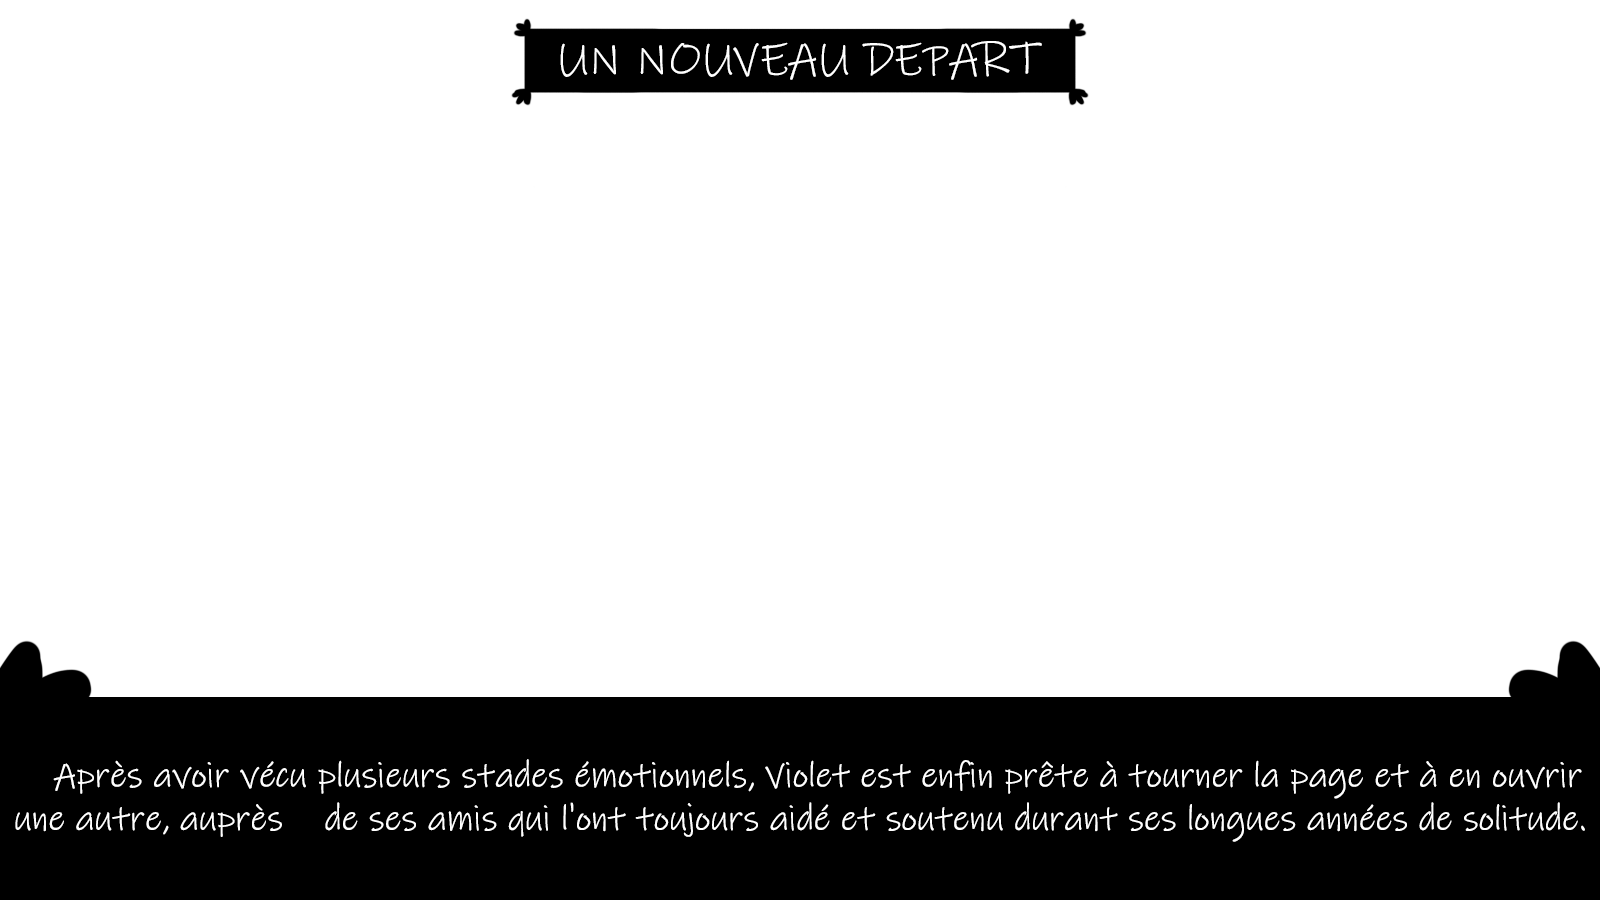 UN NOUVEAU DEPART
Après avoir vécu plusieurs stades émotionnels, Violet est enfin prête à tourner la page et à en ouvrir
une autre, auprès de ses amis qui l'ont toujours aidé et soutenu durant ses longues années de solitude.